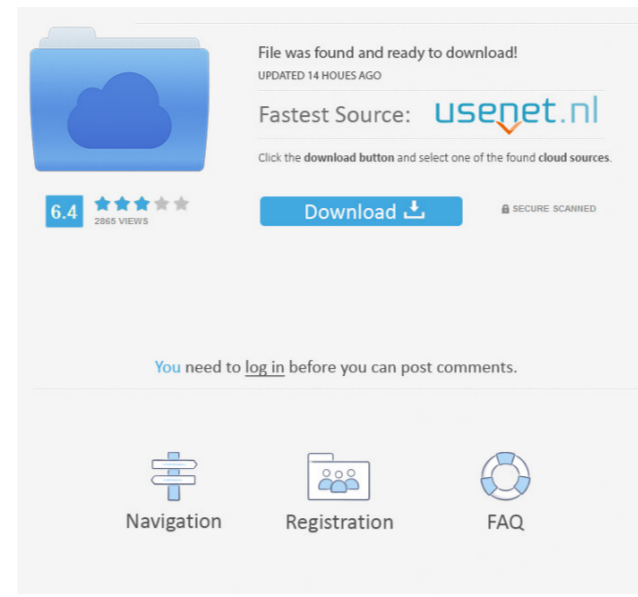 File was found and ready to download!
UPDATED 14 HOUES AGO
Fastest Source: usenet.nl
Click the download button and select one of the found cloud sources.
6.4
2865 VIEWS
Download
SECURE SCANNED
You need to log in before you can post comments.
Navigation
Registration
FAQ